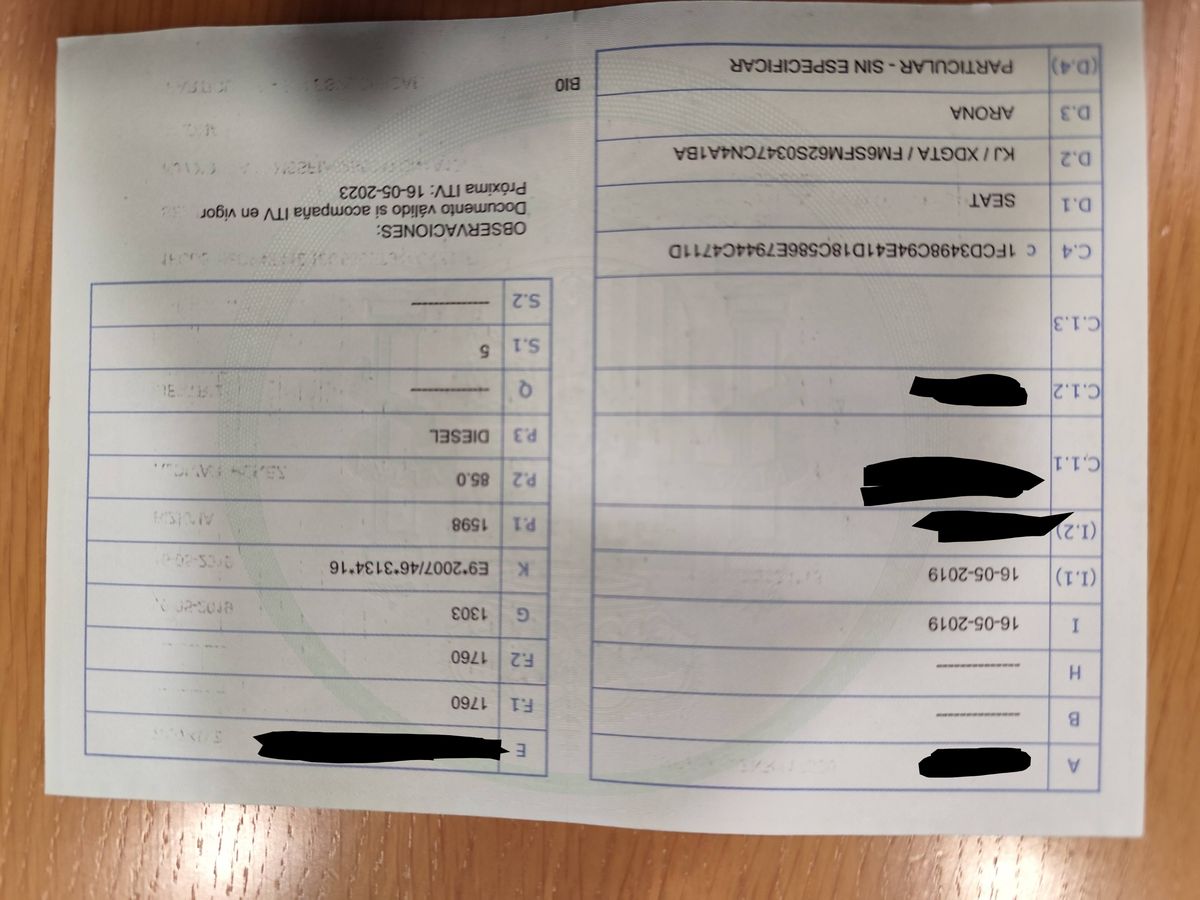 A
B -------------
H -------------
I 16-05-2019
(I.1) 16-05-2019
(I.2)
C.1.1
C.1.2
C.1.3
C.4 c 1FCD3498C94E41D18C586E7944C4711D
D.1 SEAT
D.2 KJ / XDGTA / FM6SFM62S0347CN4A1BA
D.3 ARONA
(D.4) PARTICULAR - SIN ESPECIFICAR
E
F.1 1760
F.2 1760
G 1303
K E9*2007/46*3134*16
P.1 1598
P.2 85.0
P.3 DIESEL
Q -------------
S.1 5
S.2 -------------
OBSERVACIONES:
Documento válido si acompaña ITV en vigor
Próxima ITV: 16-05-2023
BIO